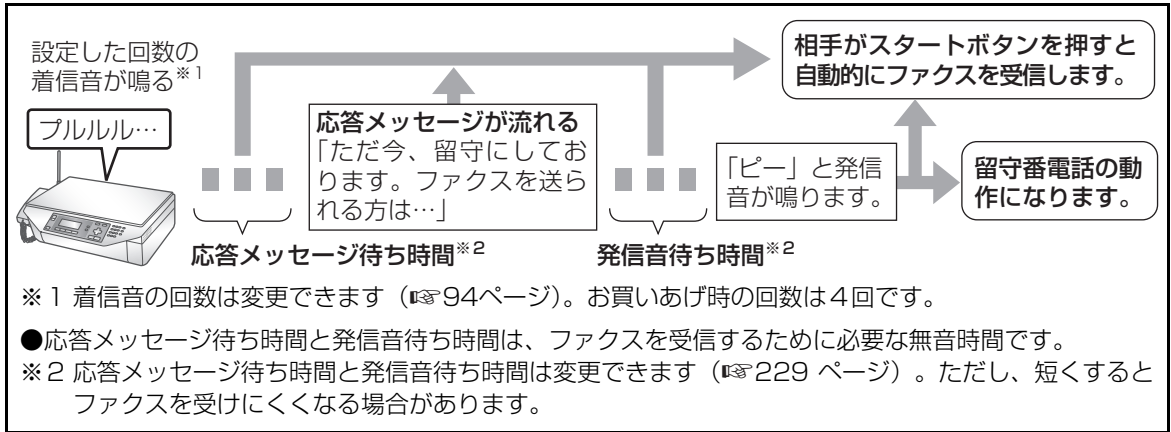 設定した回数の
着信音が鳴る※1
プルルル…
応答メッセージが流れる
「ただ今、留守にしてお
ります。ファクスを送ら
れる方は…」
応答メッセージ待ち時間※2
発信音待ち時間※2
「ピー」と発信
音が鳴ります。
相手がスタートボタンを押すと
自動的にファクスを受信します。
留守番電話の動
作になります。
※1 着信音の回数は変更できます(☞94ページ)。お買いあげ時の回数は4回です。
●応答メッセージ待ち時間と発信音待ち時間は、ファクスを受信するために必要な無音時間です。
※2 応答メッセージ待ち時間と発信音待ち時間は変更できます(☞229 ページ)。ただし、短くすると
ファクスを受けにくくなる場合があります。